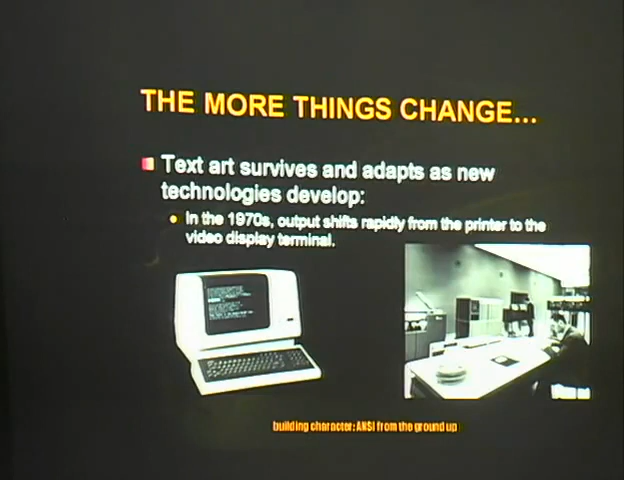 THE MORE THINGS CHANGE...
Text art survives and adapts as new
technologies develop:
In the 1970s, output shifts rapidly from the printer to the
video display terminal.
building character: ANSI from the ground up